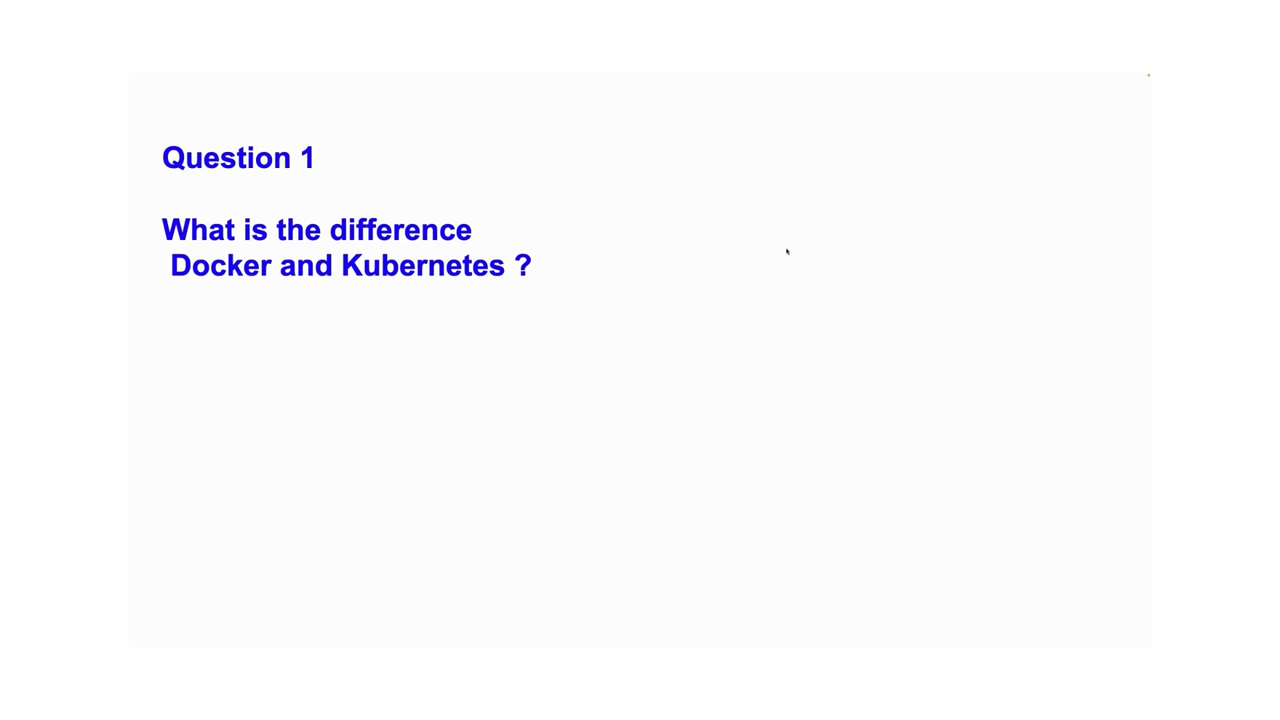 Question 1
What is the difference
Docker and Kubernetes ?